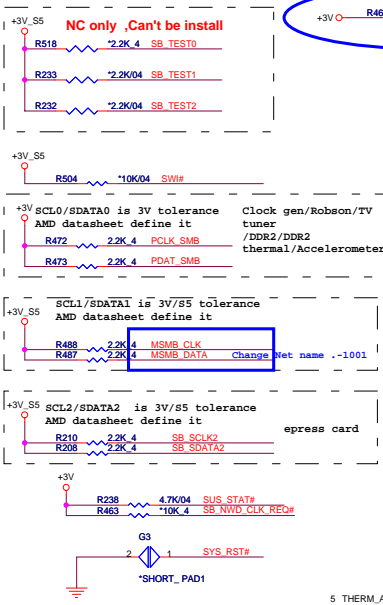 +3V_S5
NC only ,Can't be install
+3V R46
R518 *2.2K_4 SB_TEST0
R233 *2.2K/04 SB_TEST1
R232 *2.2K/04 SB_TEST2
+3V_S5
R504 *10K/04 SWI#
+3V SCL0/SDATA0 is 3V tolerance
AMD datasheet define it
Clock gen/Robson/TV
tuner
/DDR2/DDR2
thermal/Accelerometer
R472 2.2K_4 PCLK_SMB
R473 2.2K_4 PDAT_SMB
+3V_S5
SCL1/SDATA1 is 3V/S5 tolerance
AMD datasheet define it
R488 2.2K_4 MSMB_CLK
R487 2.2K_4 MSMB_DATA Change Net name .-1001
+3V_S5
SCL2/SDATA2 is 3V/S5 tolerance
AMD datasheet define it
epress card
R210 2.2K_4 SB_SCLK2
R208 2.2K_4 SB_SDATA2
+3V
R238 4.7K/04 SUS_STAT#
R463 *10K_4 SB_NWD_CLK_REQ#
G3
2 1 SYS_RST#
*SHORT_ PAD1
5 THERM_A